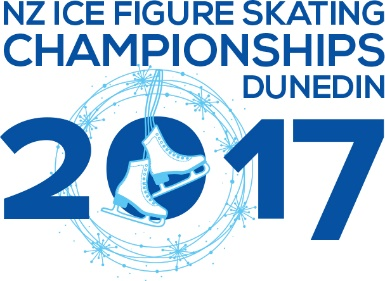 NZ ICE FIGURE SKATING
CHAMPIONSHIPS
DUNEDIN
2017